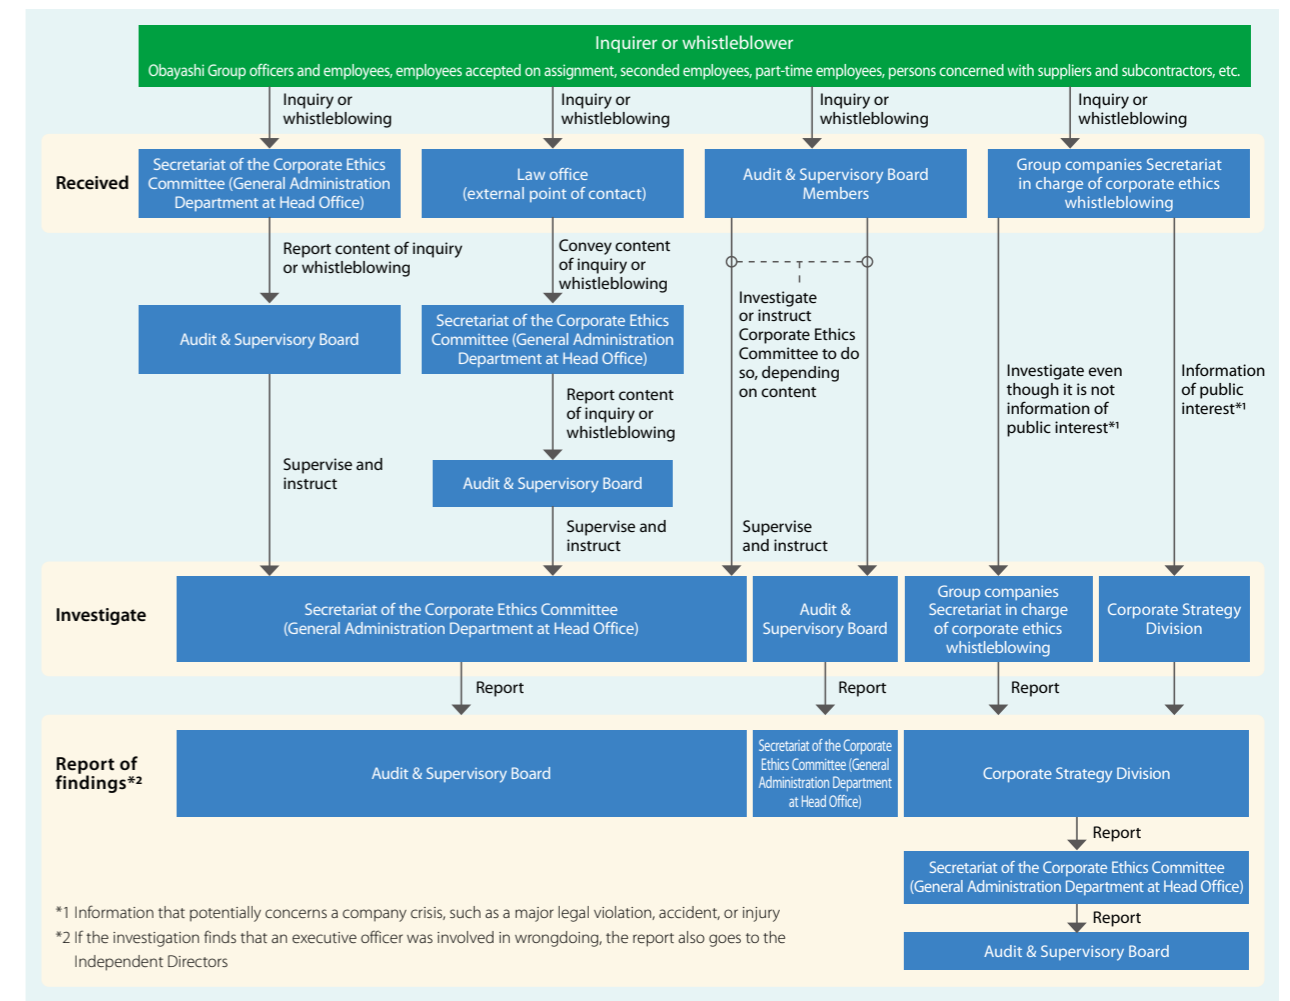 Inquirer or whistleblower
Obayashi Group officers and employees, employees accepted on assignment, seconded employees, part-time employees, persons concerned with suppliers and subcontractors, etc.
Inquiry or
whistleblowing
Inquiry or
whistleblowing
Inquiry or
whistleblowing
Inquiry or
whistleblowing
Received
Secretariat of the Corporate Ethics
Committee (General Administration
Department at Head Office)
Law office
(external point of contact)
Audit & Supervisory Board
Members
Group companies Secretariat
in charge of corporate ethics
whistleblowing
Report content of inquiry
or whistleblowing
Convey content
of inquiry or
whistleblowing
Audit & Supervisory Board
Secretariat of the Corporate Ethics
Committee (General Administration
Department at Head Office)
Investigate
or instruct
Corporate Ethics
Committee to do
so, depending
on content
Investigate even
though it is not
information of
public interest*1
Information
of public
interest*1
Report content
of inquiry or
whistleblowing
Supervise and
instruct
Audit & Supervisory Board
Supervise and
instruct
Supervise
and instruct
Investigate
Secretariat of the Corporate Ethics Committee
(General Administration Department at Head Office)
Audit &
Supervisory Board
Group companies
Secretariat in charge
of corporate ethics
whistleblowing
Corporate Strategy
Division
Report
Report
Report
Report of
findings*2
Audit & Supervisory Board
Secretariat of the Corporate
Ethics Committee (General
Administration Department
at Head Office)
Corporate Strategy Division
Report
Secretariat of the Corporate Ethics Committee
(General Administration Department at Head Office)
Report
Audit & Supervisory Board
*1 Information that potentially concerns a company crisis, such as a major legal violation, accident, or injury
*2 If the investigation finds that an executive officer was involved in wrongdoing, the report also goes to the
Independent Directors